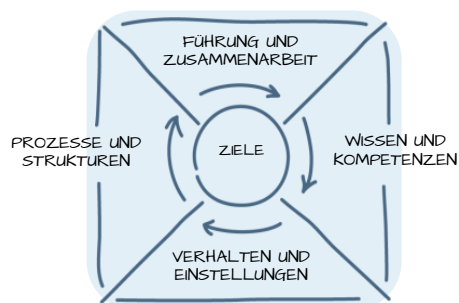 FÜHRUNG UND
ZUSAMMENARBEIT
PROZESSE UND
STRUKTUREN
ZIELE
WISSEN UND
KOMPETENZEN
VERHALTEN UND
EINSTELLUNGEN